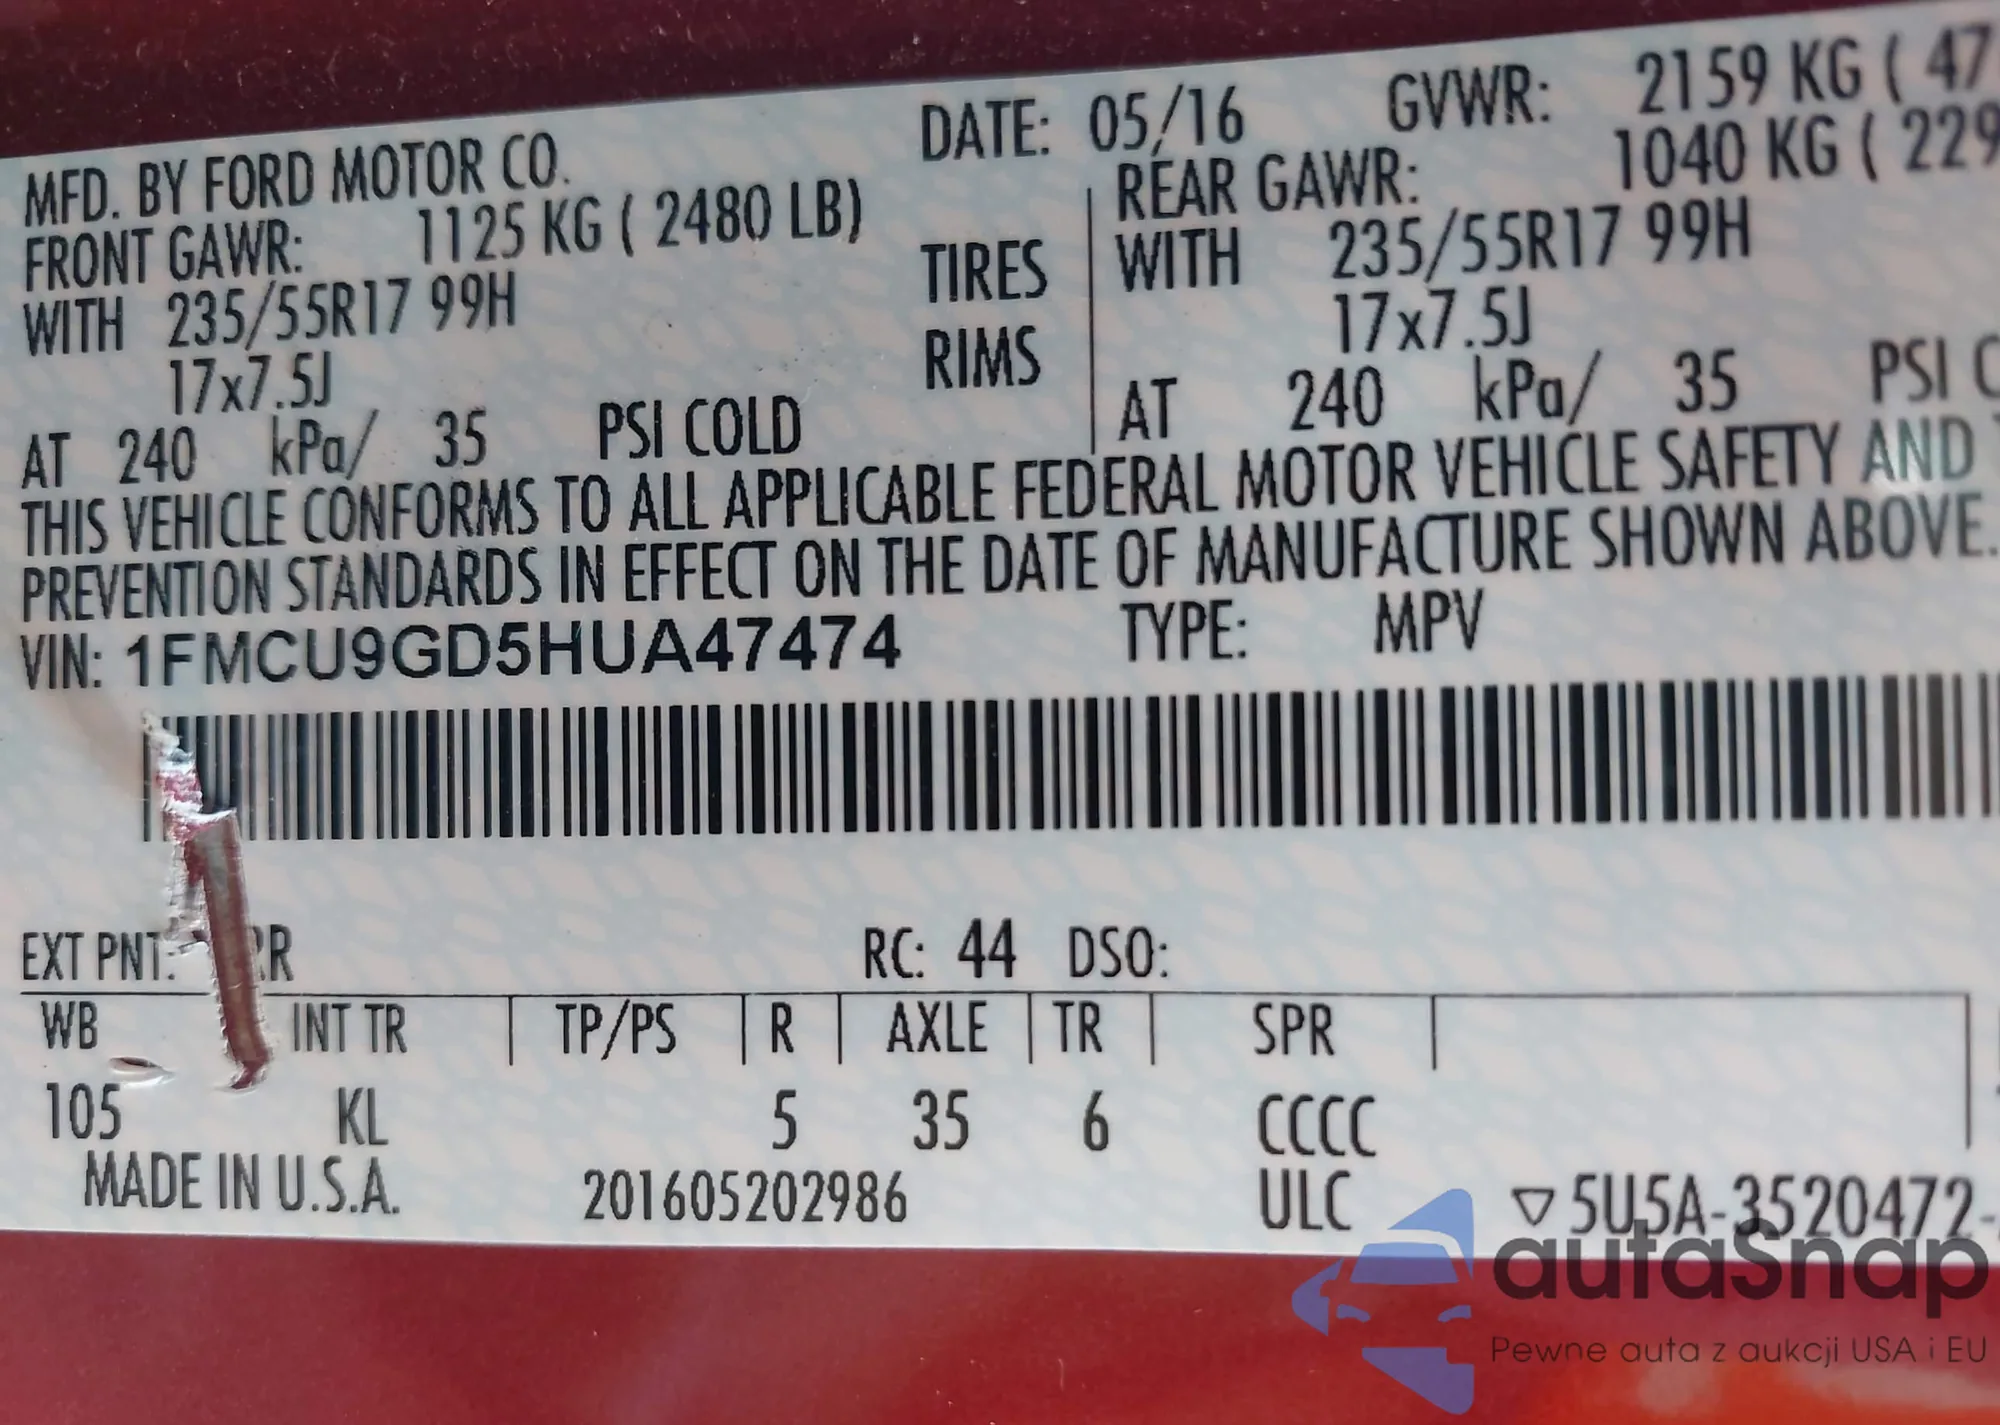 DATE: 05/16 GVWR: 2159 KG ( 47
MFD. BY FORD MOTOR CO.
FRONT GAWR: 1125 KG ( 2480 LB) REAR GAWR: 1040 KG ( 229
WITH 235/55R17 99H TIRES WITH 235/55R17 99H
17x7.5J RIMS 17x7.5J
AT 240 kPa/ 35 PSI COLD AT 240 kPa/ 35 PSI C
THIS VEHICLE CONFORMS TO ALL APPLICABLE FEDERAL MOTOR VEHICLE SAFETY AND
PREVENTION STANDARDS IN EFFECT ON THE DATE OF MANUFACTURE SHOWN ABOVE.
VIN: 1FMCU9GD5HUA47474 TYPE: MPV
EXT PNT: RR RC: 44 DSO:
WB INT TR TP/PS R AXLE TR SPR
105 KL 5 35 6 CCCC
MADE IN U.S.A. 201605202986 ULC ▽5U5A-3520472-
autaSnap
Pewne auta z aukcji USA i EU